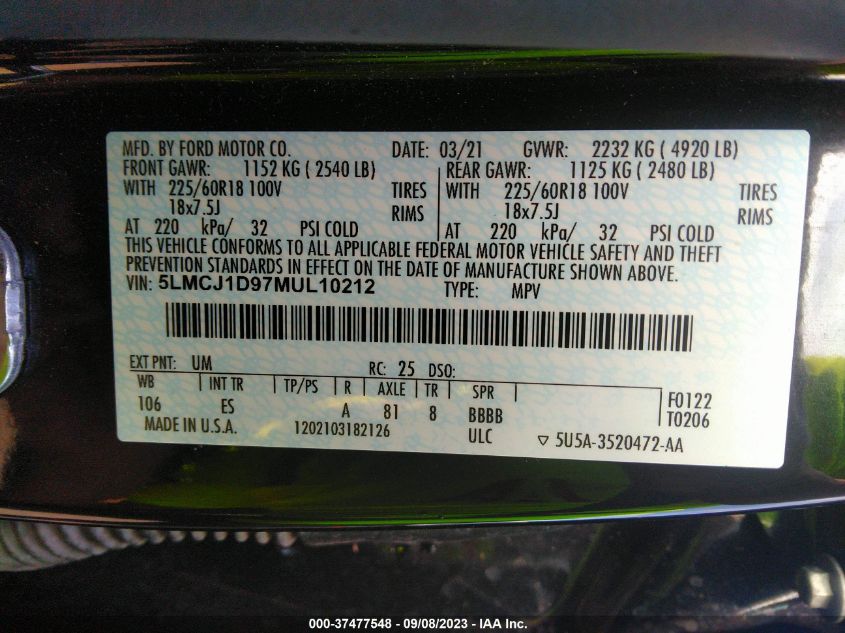 MFD. BY FORD MOTOR CO. DATE: 03/21 GVWR: 2232 KG ( 4920 LB)
FRONT GAWR: 1152 KG ( 2540 LB) REAR GAWR: 1125 KG ( 2480 LB)
WITH 225/60R18 100V TIRES WITH 225/60R18 100V TIRES
18x7.5J RIMS 18x7.5J RIMS
AT 220 kPa/ 32 PSI COLD AT 220 kPa/ 32 PSI COLD
THIS VEHICLE CONFORMS TO ALL APPLICABLE FEDERAL MOTOR VEHICLE SAFETY AND THEFT
PREVENTION STANDARDS IN EFFECT ON THE DATE OF MANUFACTURE SHOWN ABOVE.
VIN: 5LMCJ1D97MUL10212 TYPE: MPV
EXT PNT: UM RC: 25 DSO:
WB INT TR TP/PS R AXLE TR SPR F0122
106 ES A 81 8 BBBB T0206
MADE IN U.S.A. 1202103182126 ULC ▽ 5U5A-3520472-AA
000-37477548 - 09/08/2023 - IAA Inc.